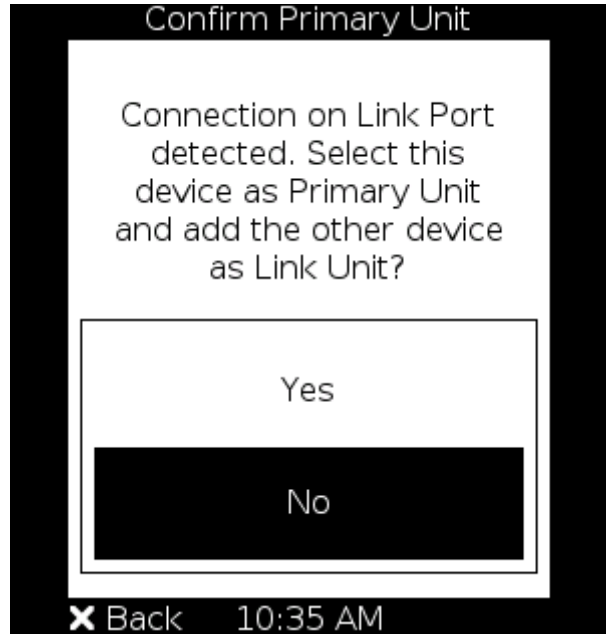 Confirm Primary Unit
Connection on Link Port
detected. Select this
device as Primary Unit
and add the other device
as Link Unit?
Yes
No
Back 10:35 AM